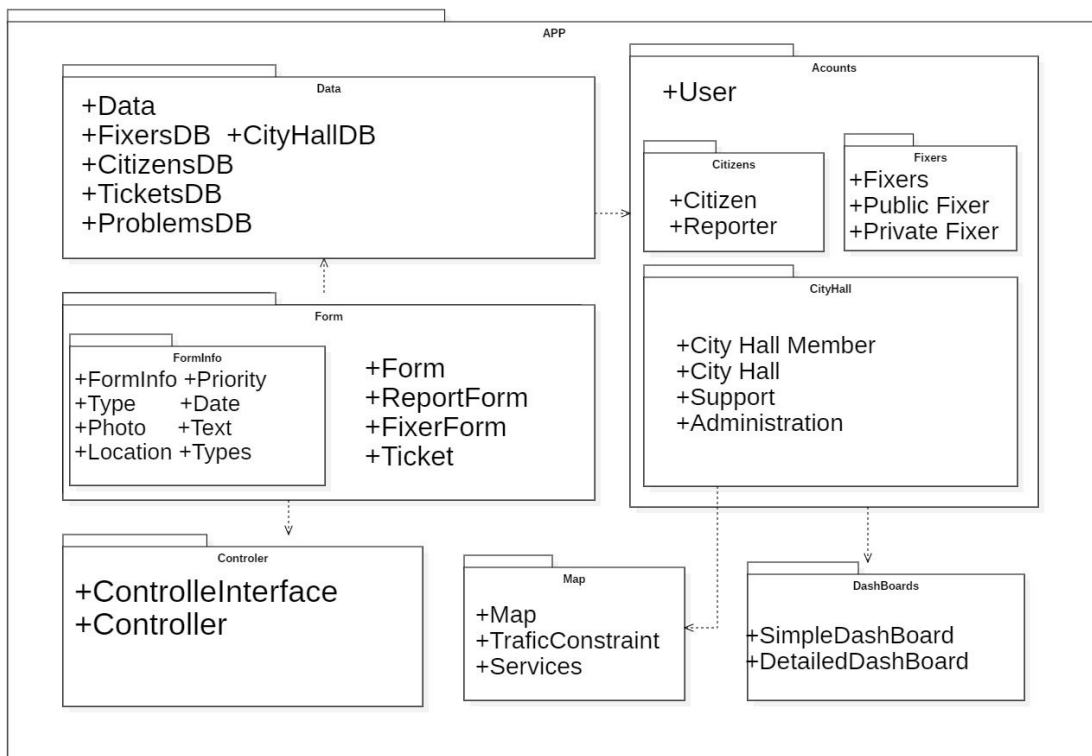 APP
Data
+Data
+FixersDB +CityHallDB
+CitizensDB
+TicketsDB
+ProblemsDB
Acounts
+User
Citizens
+Citizen
+Reporter
Fixers
+Fixers
+Public Fixer
+Private Fixer
CityHall
+City Hall Member
+City Hall
+Support
+Administration
Form
FormInfo
+FormInfo +Priority
+Type +Date
+Photo +Text
+Location +Types
+Form
+ReportForm
+FixerForm
+Ticket
Controler
+ControlleInterface
+Controller
Map
+Map
+TraficConstraint
+Services
DashBoards
+SimpleDashBoard
+DetailedDashBoard